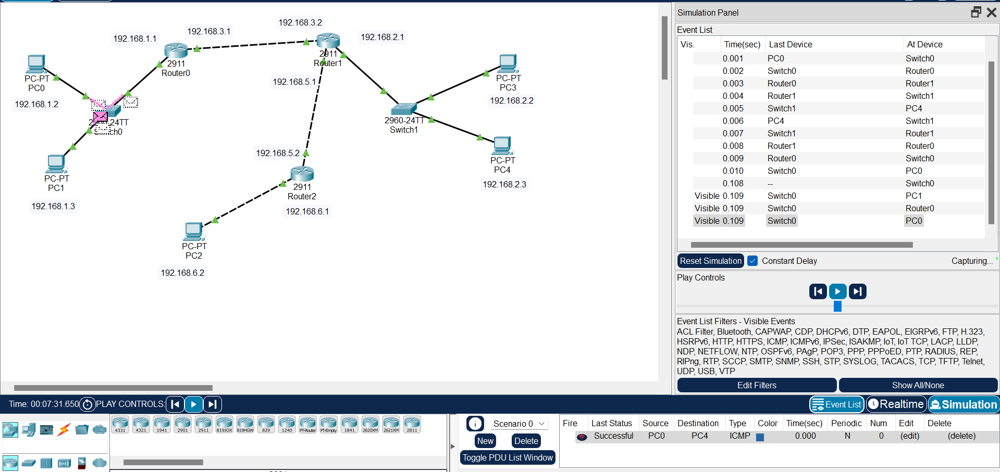 192.168.3.2
192.168.3.1
192.168.2.1
192.168.1.1
2911
Router1
2911
Router0
PC-PT
PC0
PC-PT
PC3
192.168.5.1
192.168.2.2
192.168.1.2
24TT
ch0
2960-24TT
Switch1
192.168.5.2
PC-PT
PC4
PC-PT
PC1
192.168.2.3
2911
Router2
192.168.1.3
192.168.6.1
PC-PT
PC2
192.168.6.2
Simulation Panel
Event List
Vis. Time(sec) Last Device At Device
0.001 PC0 Switch0
0.002 Switch0 Router0
0.003 Router0 Router1
0.004 Router1 Switch1
0.005 Switch1 PC4
0.006 PC4 Switch1
0.007 Switch1 Router1
0.008 Router1 Router0
0.009 Router0 Switch0
0.010 Switch0 PC0
0.108 -- Switch0
Visible 0.109 Switch0 PC1
Visible 0.109 Switch0 Router0
Visible 0.109 Switch0 PC0
Reset Simulation Constant Delay Capturing... *
Play Controls
Event List Filters - Visible Events
ACL Filter, Bluetooth, CAPWAP, CDP, DHCPv6, DTP, EAPOL, EIGRPv6, FTP, H.323,
HSRPv6, HTTP, HTTPS, ICMP, ICMPv6, IPSec, ISAKMP, IoT, IoT TCP, LACP, LLDP,
NDP, NETFLOW, NTP, OSPFv6, PAgP, POP3, PPP, PPPoED, PTP, RADIUS, REP,
RIPng, RTP, SCCP, SMTP, SNMP, SSH, STP, SYSLOG, TACACS, TCP, TFTP, Telnet,
UDP, USB, VTP
Edit Filters Show All/None
Time: 00:07:31.650 PLAY CONTROLS: Event List Realtime Simulation
4331 4321 1941 2901 2911 819IOX 819HGW 829 1240 PT-Router PT-Empty 1841 2620XM 2621XM 2811
Scenario 0
New Delete
Toggle PDU List Window
Fire Last Status Source Destination Type Color Time(sec) Periodic Num Edit Delete
Successful PC0 PC4 ICMP 0.000 N 0 (edit) (delete)